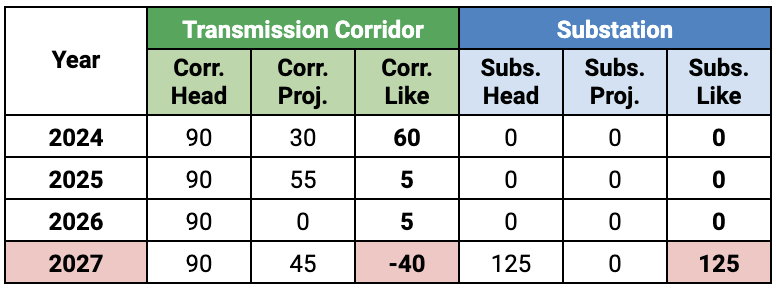 Year Transmission Corridor Substation
Corr. Head Corr. Proj. Corr. Like Subs. Head Subs. Proj. Subs. Like
2024 90 30 60 0 0 0
2025 90 55 5 0 0 0
2026 90 0 5 0 0 0
2027 90 45 -40 125 0 125